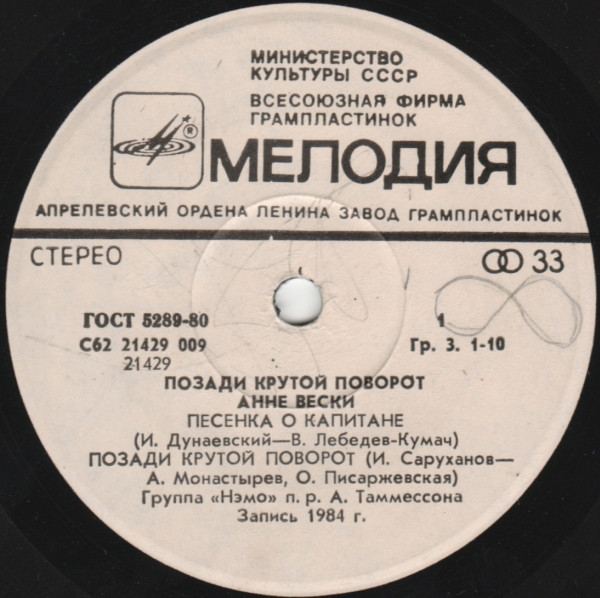 МИНИСТЕРСТВО
КУЛЬТУРЫ СССР
ВСЕСОЮЗНАЯ ФИРМА
ГРАМПЛАСТИНОК
®
МЕЛОДИЯ
АПРЕЛЕВСКИЙ ОРДЕНА ЛЕНИНА ЗАВОД ГРАМПЛАСТИНОК
СТЕРЕО 33
ГОСТ 5289-80 1
С62 21429 009 Гр. 3. 1-10
21429
ПОЗАДИ КРУТОЙ ПОВОРОТ
АННЕ ВЕСКИ
ПЕСЕНКА О КАПИТАНЕ
(И. Дунаевский—В. Лебедев-Кумач)
ПОЗАДИ КРУТОЙ ПОВОРОТ (И. Саруханов—
А. Монастырев, О. Писаржевская)
Группа «Нэмо» п. р. А. Таммессона
Запись 1984 г.